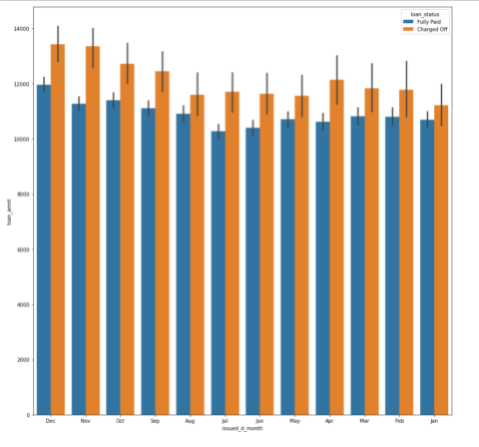 loan_status
Fully Paid
Charged Off
14000
12000
10000
8000
6000
4000
2000
0
loan_amnt
Dec Nov Oct Sep Aug Jul Jun May Apr Mar Feb Jan
issued_d_month